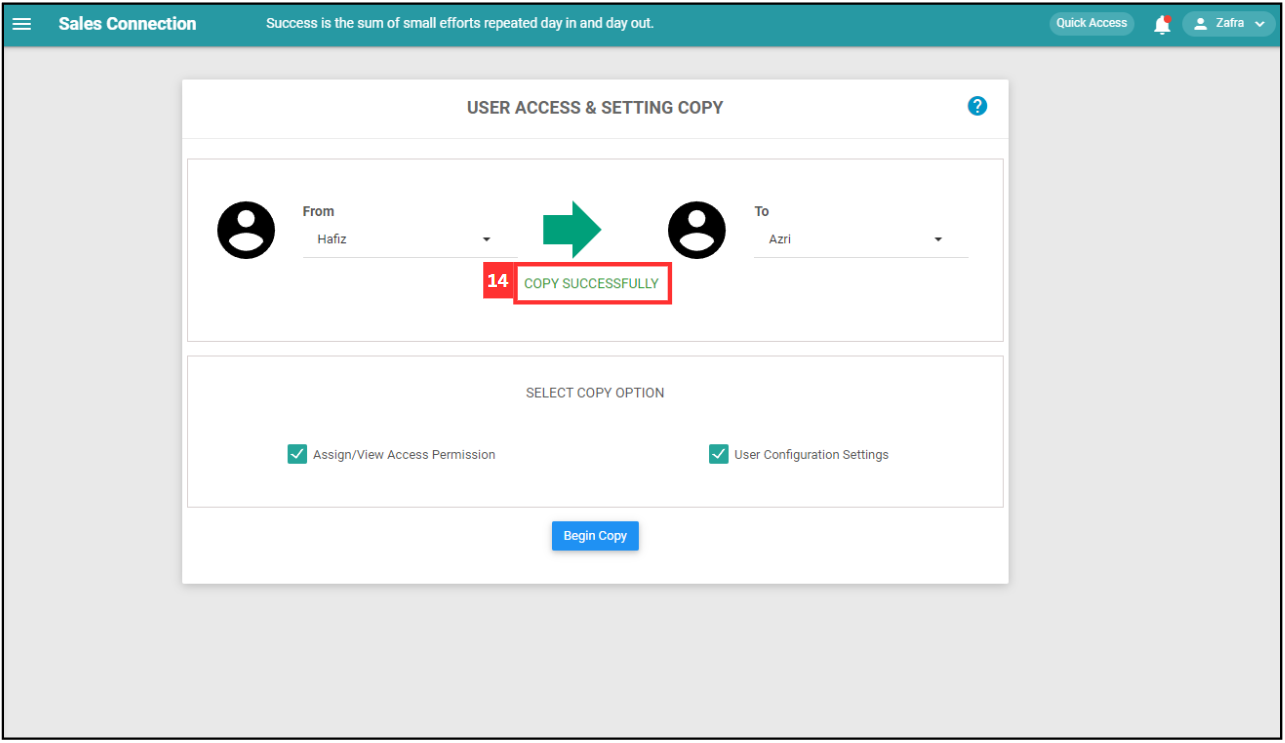 Sales Connection
Success is the sum of small efforts repeated day in and day out.
Quick Access
Zafra
USER ACCESS & SETTING COPY
?
From
Hafiz
To
Azri
14
COPY SUCCESSFULLY
SELECT COPY OPTION
Assign/View Access Permission
User Configuration Settings
Begin Copy